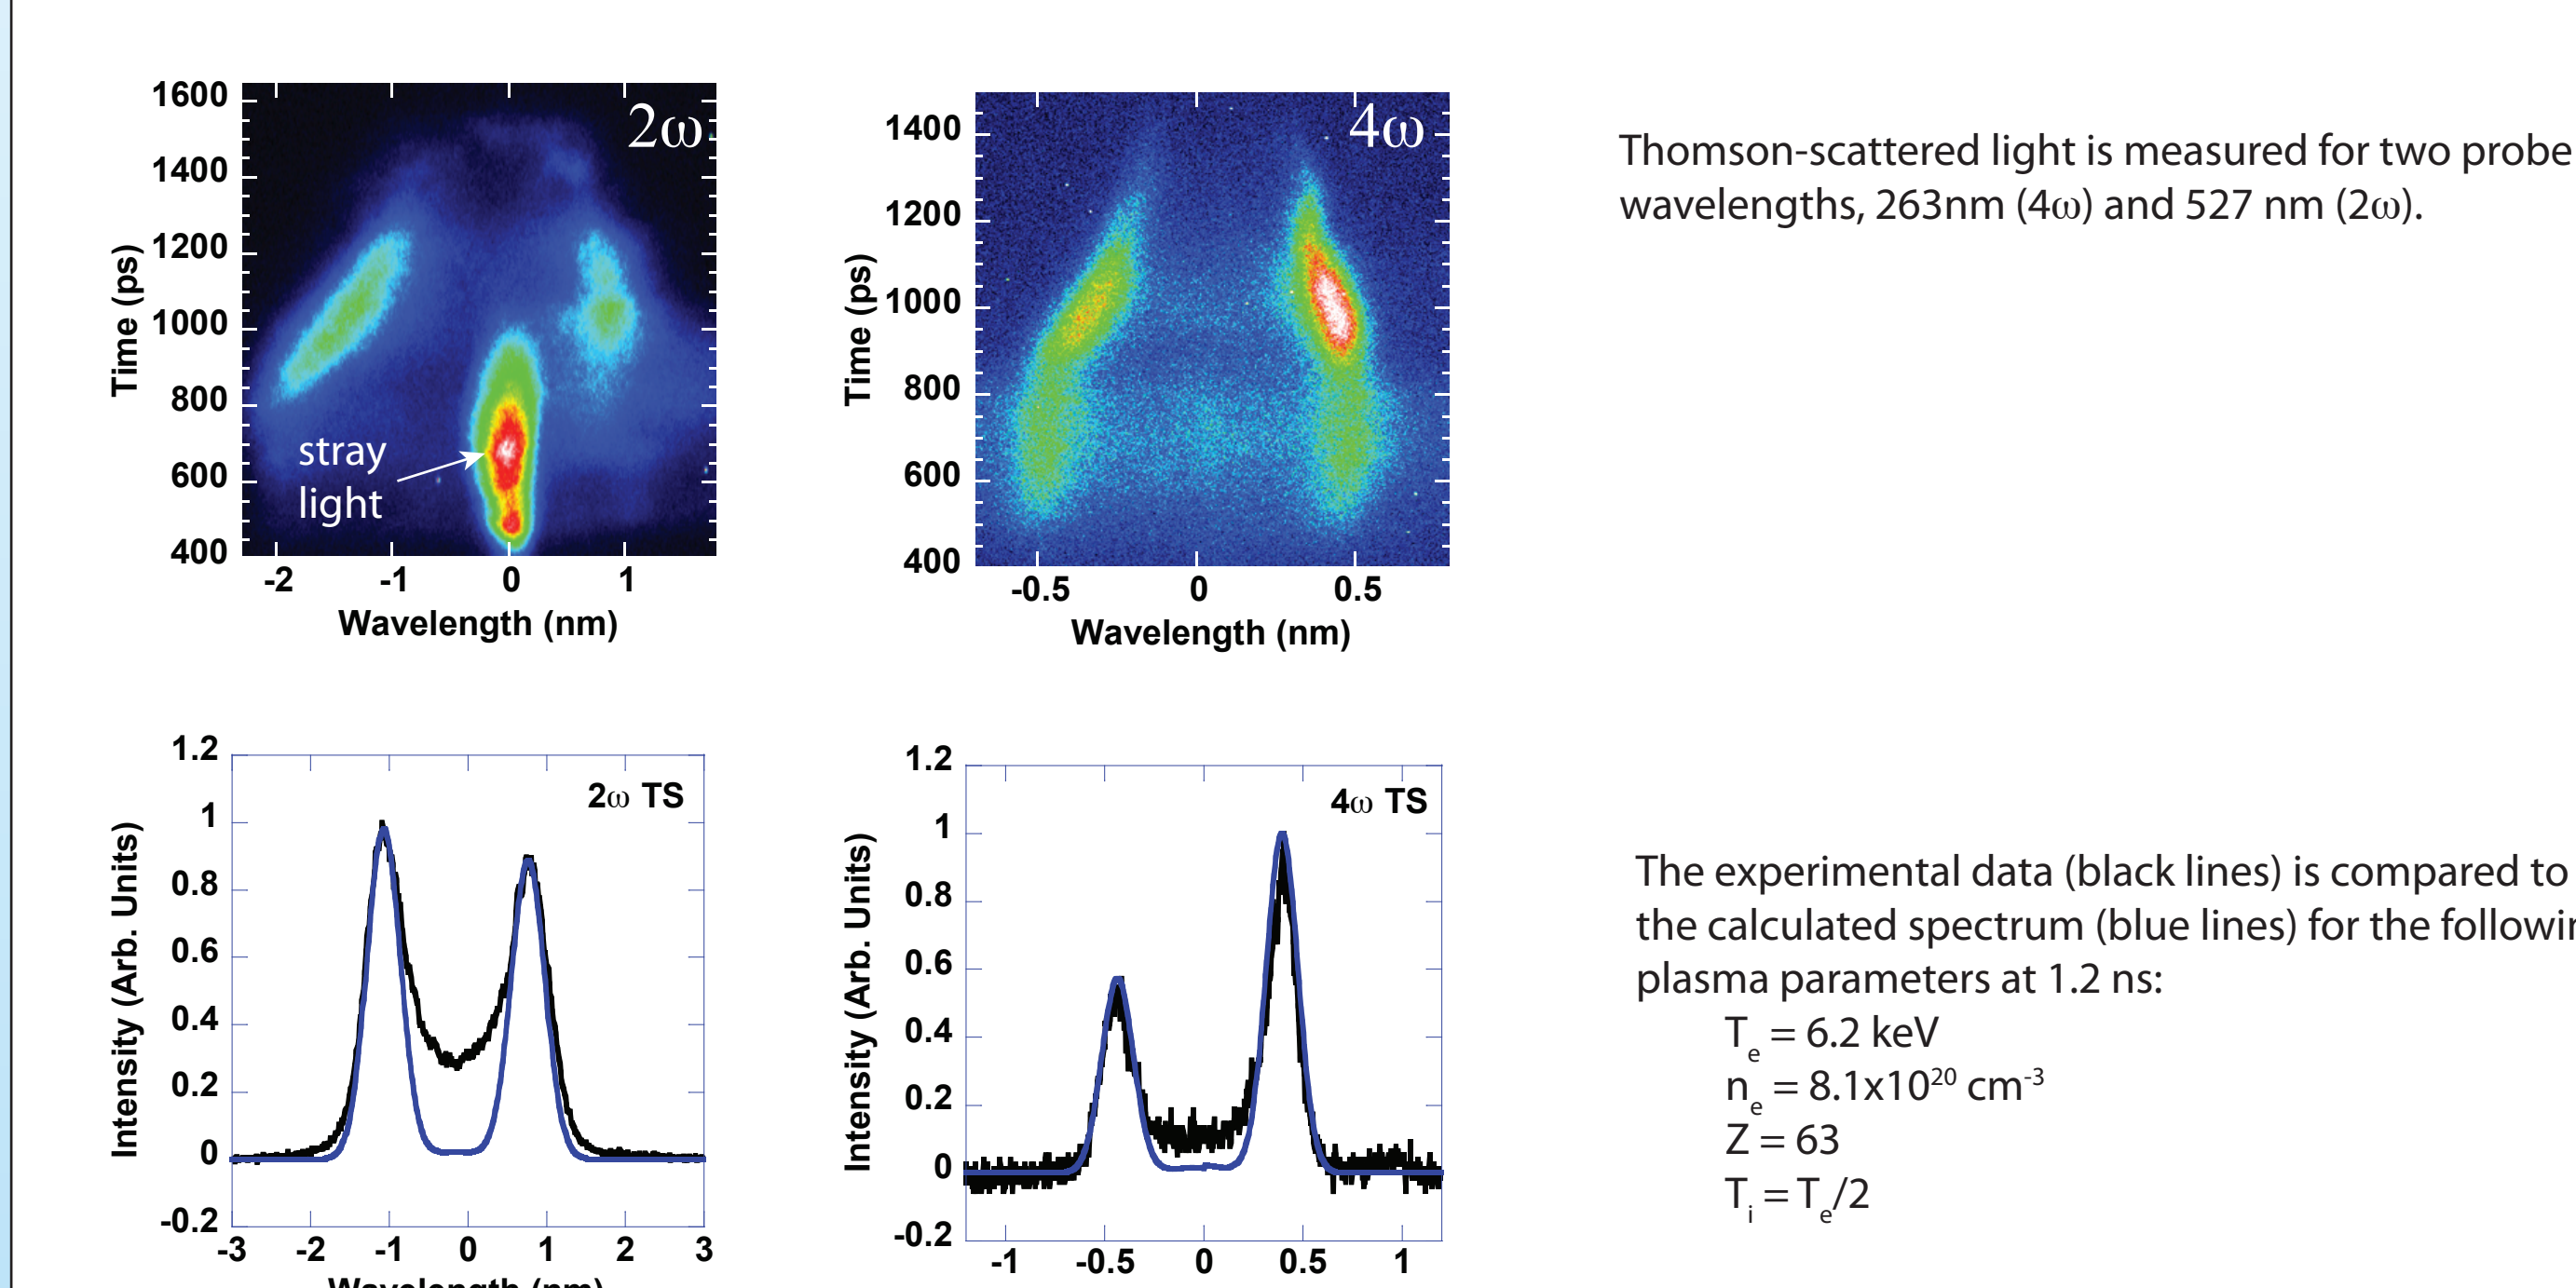 2ω
1600
1400
1200
1000
800
600
400
Time (ps)
stray
light
-2 -1 0 1
Wavelength (nm)
4ω
1400
1200
1000
800
600
400
Time (ps)
-0.5 0 0.5
Wavelength (nm)
Thomson-scattered light is measured for two probe
wavelengths, 263nm (4ω) and 527 nm (2ω).
2ω TS
1.2
1
0.8
0.6
0.4
0.2
0
-0.2
Intensity (Arb. Units)
-3 -2 -1 0 1 2 3
Wavelength (nm)
4ω TS
1.2
1
0.8
0.6
0.4
0.2
0
-0.2
Intensity (Arb. Units)
-1 -0.5 0 0.5 1
The experimental data (black lines) is compared to
the calculated spectrum (blue lines) for the followin
plasma parameters at 1.2 ns:
Te = 6.2 keV
ne = 8.1x10²⁰ cm⁻³
Z = 63
Ti = Te/2